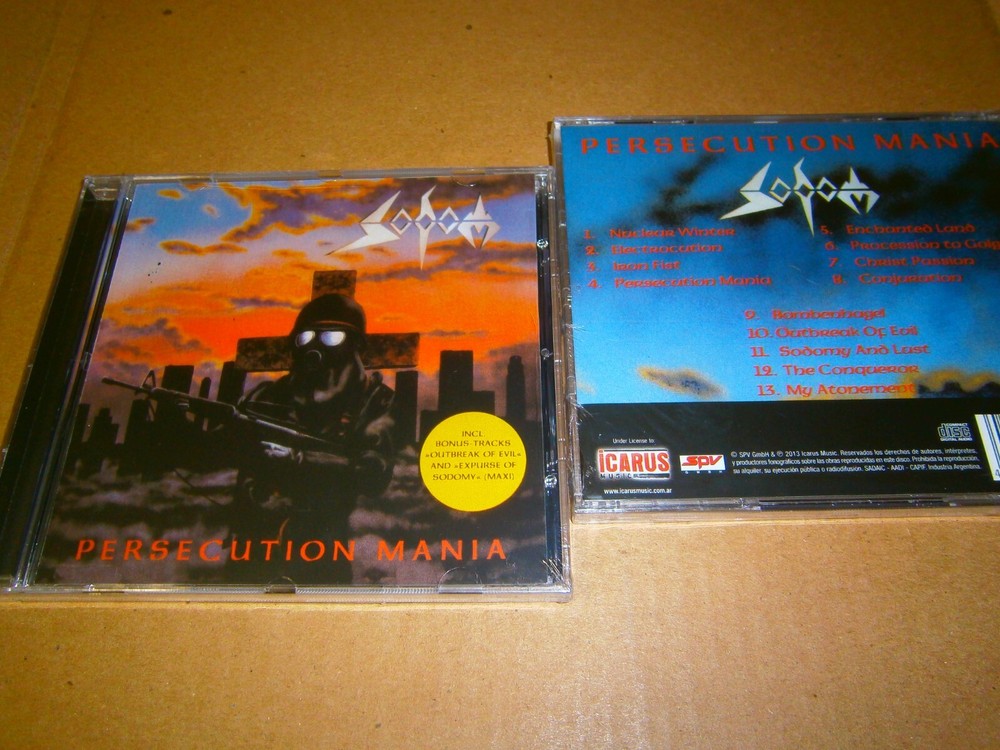 SODOM
INCL.
BONUS-TRACKS
»OUTBREAK OF EVIL«
AND »EXPURSE OF
SODOMY« (MAXI)
PERSECUTION MANIA
PERSECUTION MANIA
SODOM
1. Nuclear Winter
2. Electrocution
3. Iron Fist
4. Persecution Mania
5. Enchanted Land
6. Procession to Golg
7. Christ Passion
8. Conjuration
9. Bombenhagel
10. Outbreak Of Evil
11. Sodomy And Lust
12. The Conqueror
13. My Atonement
Under License to:
iCARUS
MUSIC
SPV
www.icarusmusic.com.ar
© SPV GmbH & ℗ 2013 Icarus Music. Reservados los derechos de autores, intérpretes,
y productores fonográficos sobre las obras reproducidas en este disco. Prohibida la reproducción,
su alquiler, su ejecución pública o radiodifusión. SADAIC - AADI - CAPIF. Industria Argentina.
COMPACT
disc
DIGITAL AUDIO